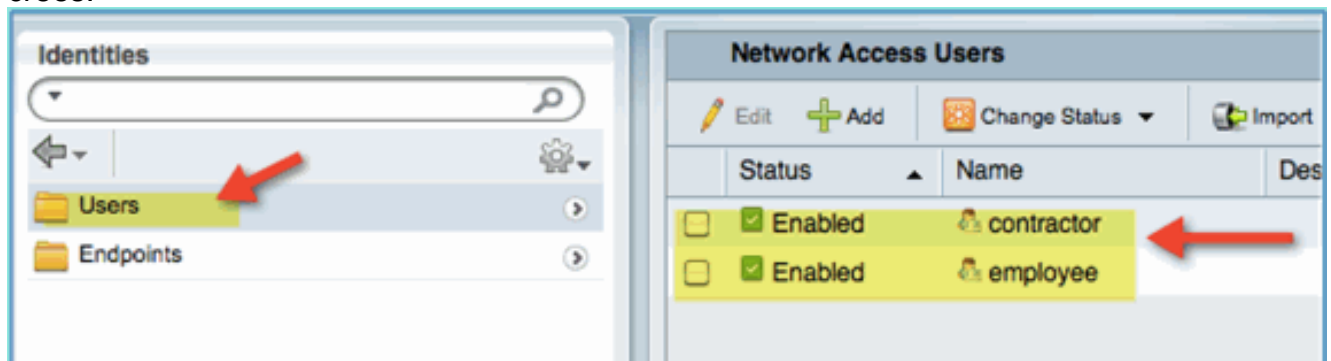 Identities
Users
Endpoints
Network Access Users
Edit Add Change Status Import
Status Name Des
Enabled contractor
Enabled employee